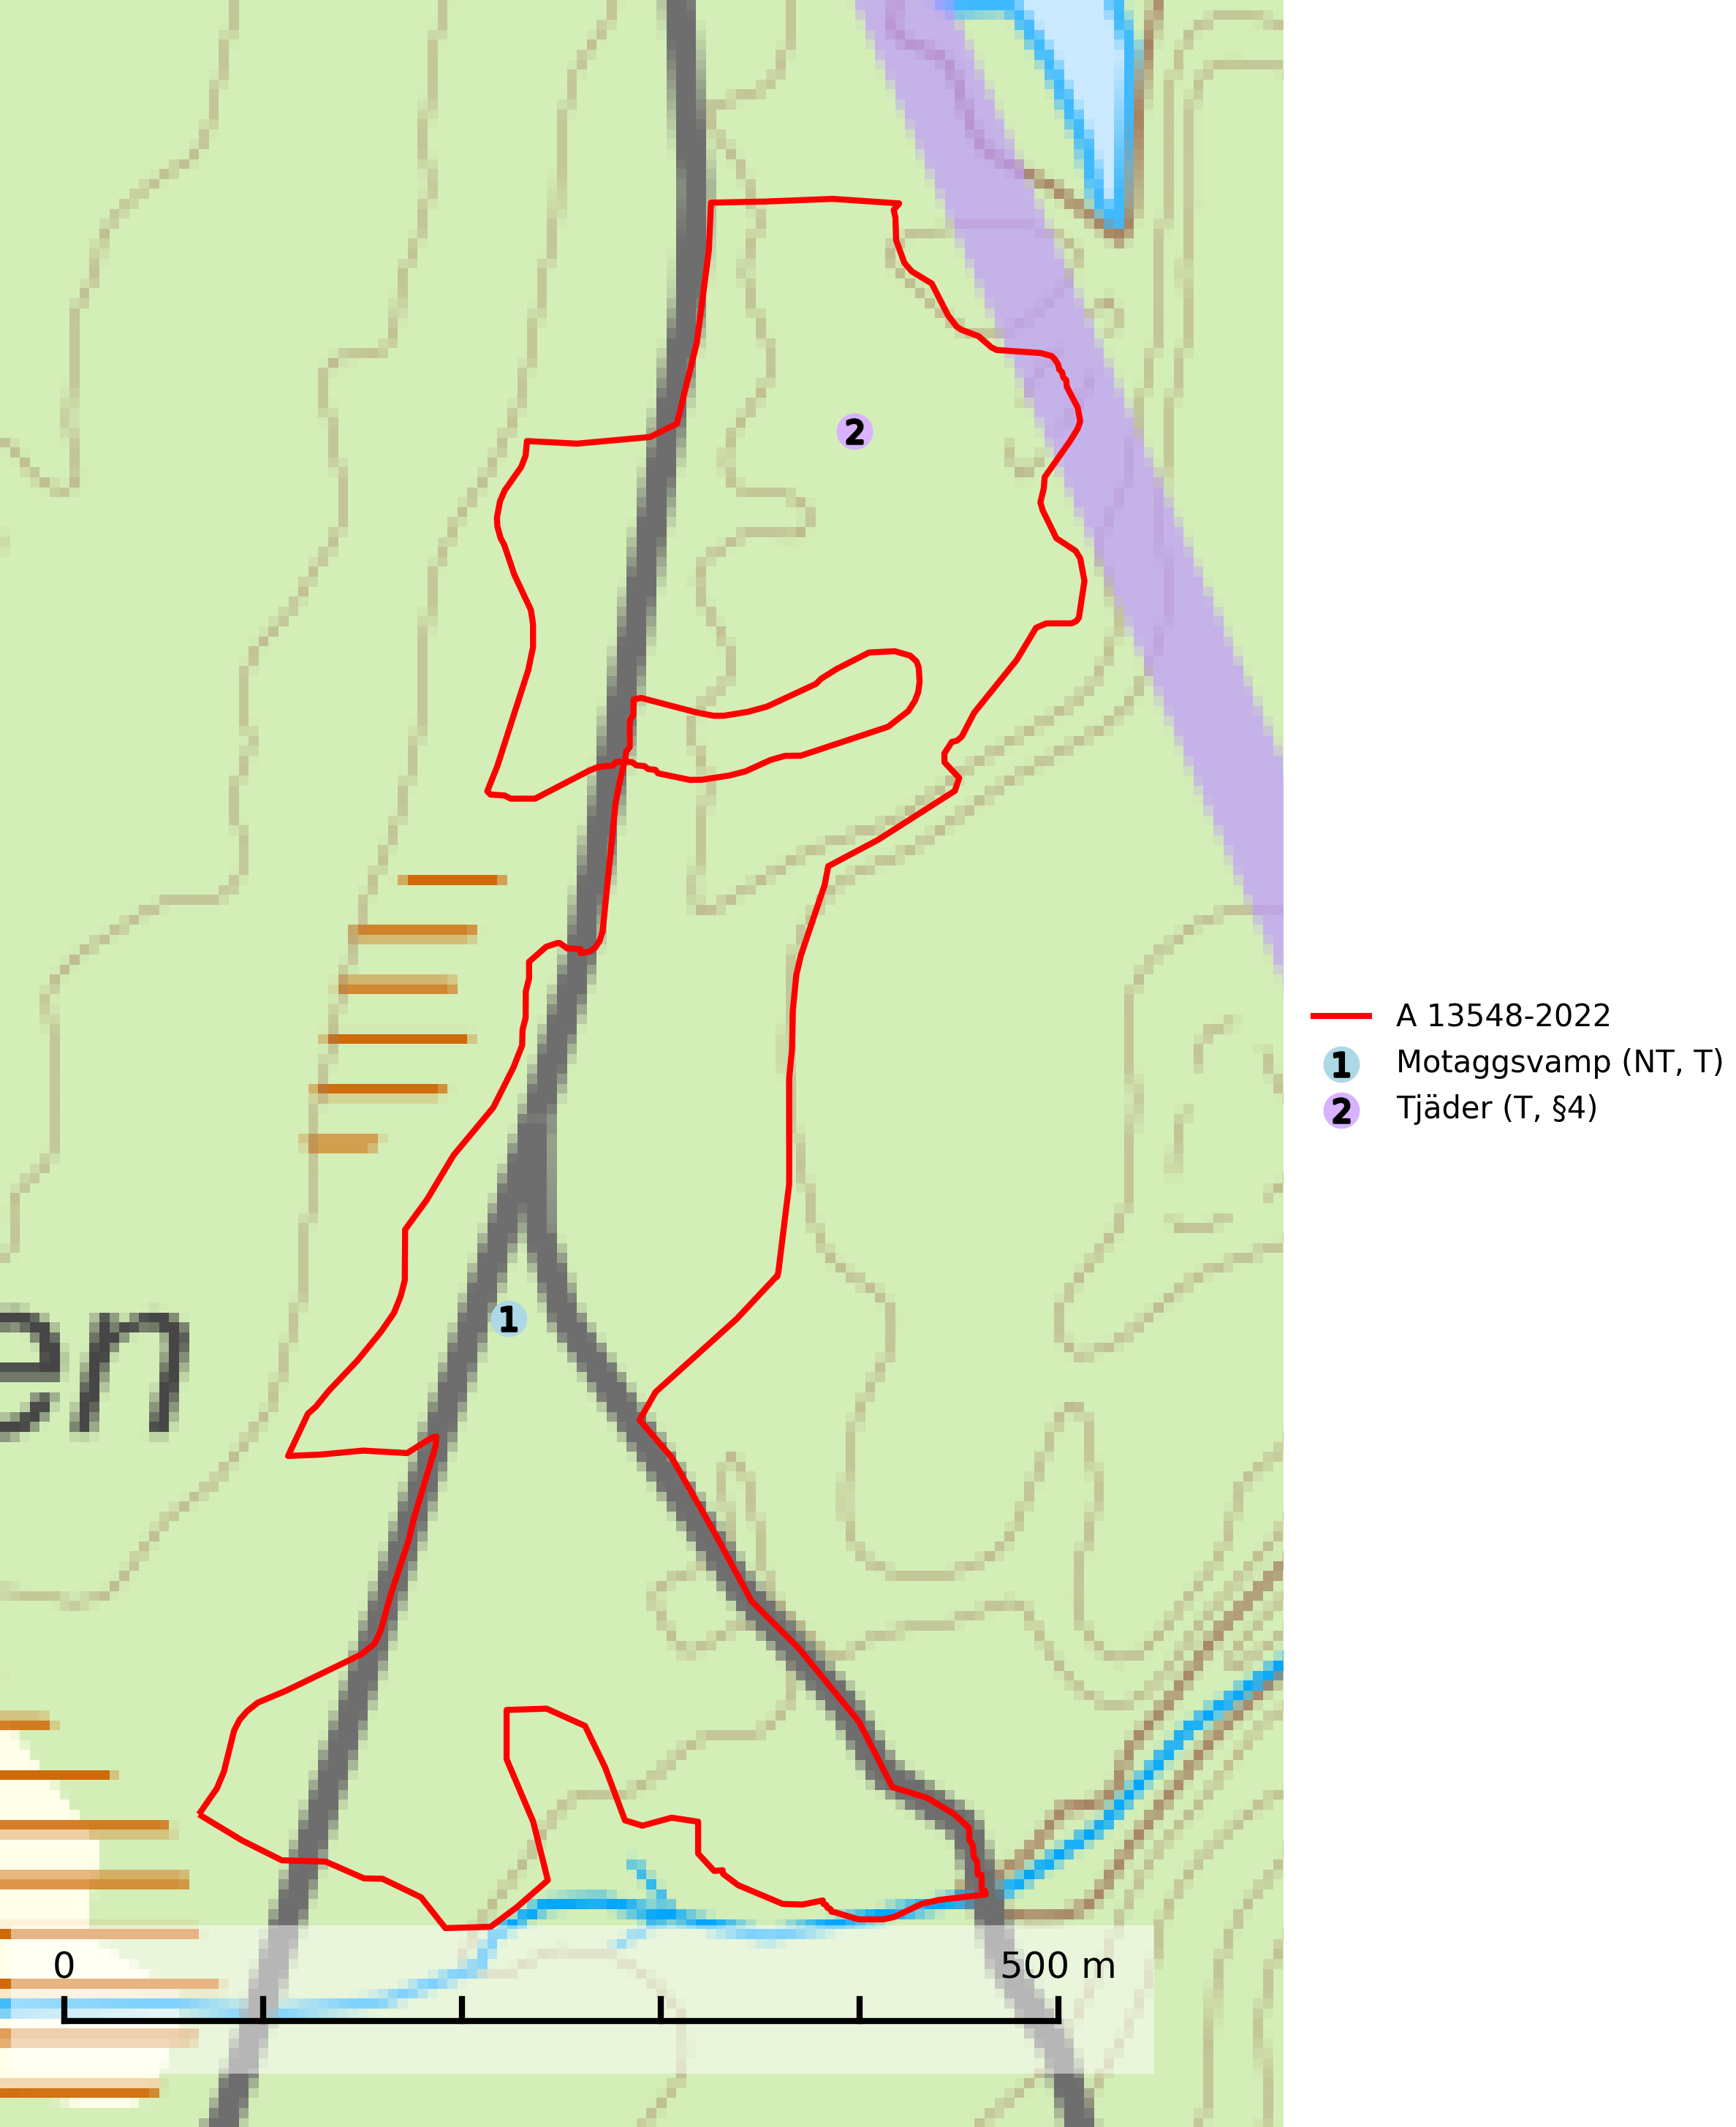 2
A 13548-2022
1 Motaggsvamp (NT, T)
2 Tjäder (T, §4)
1
en
0 500 m